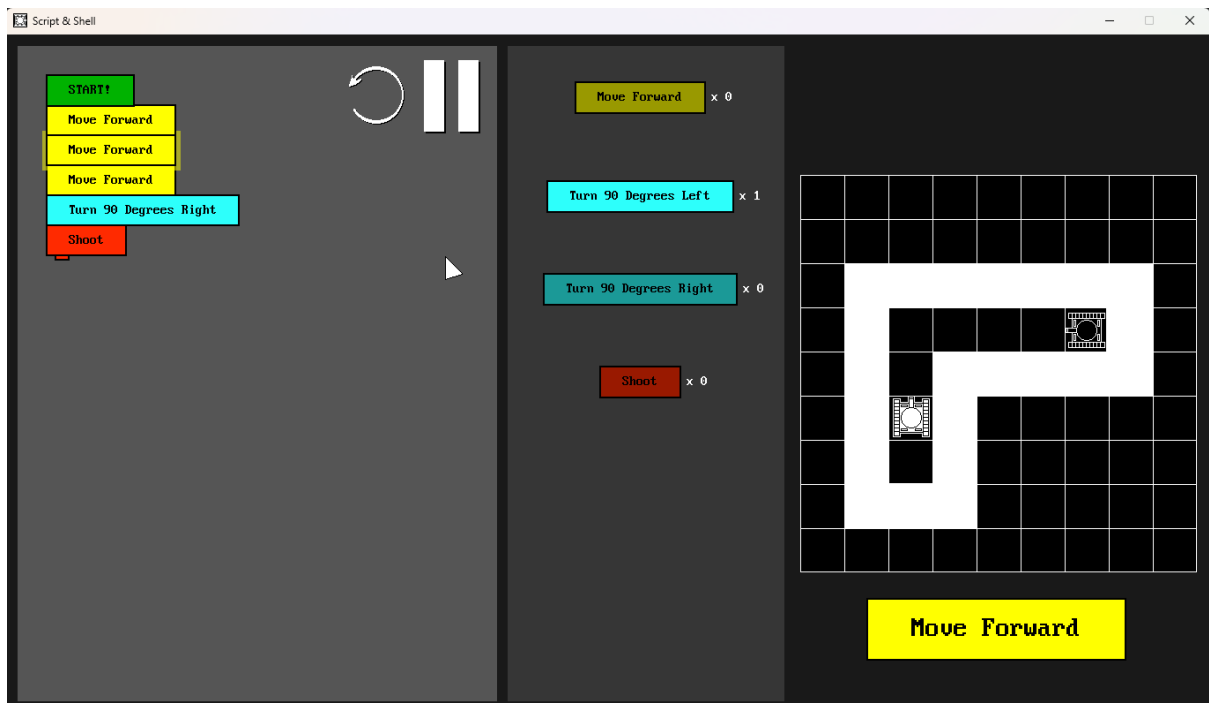 Script & Shell
START!
Move Forward
Move Forward
Move Forward
Turn 90 Degrees Right
Shoot
Move Forward x 0
Turn 90 Degrees Left x 1
Turn 90 Degrees Right x 0
Shoot x 0
Move Forward